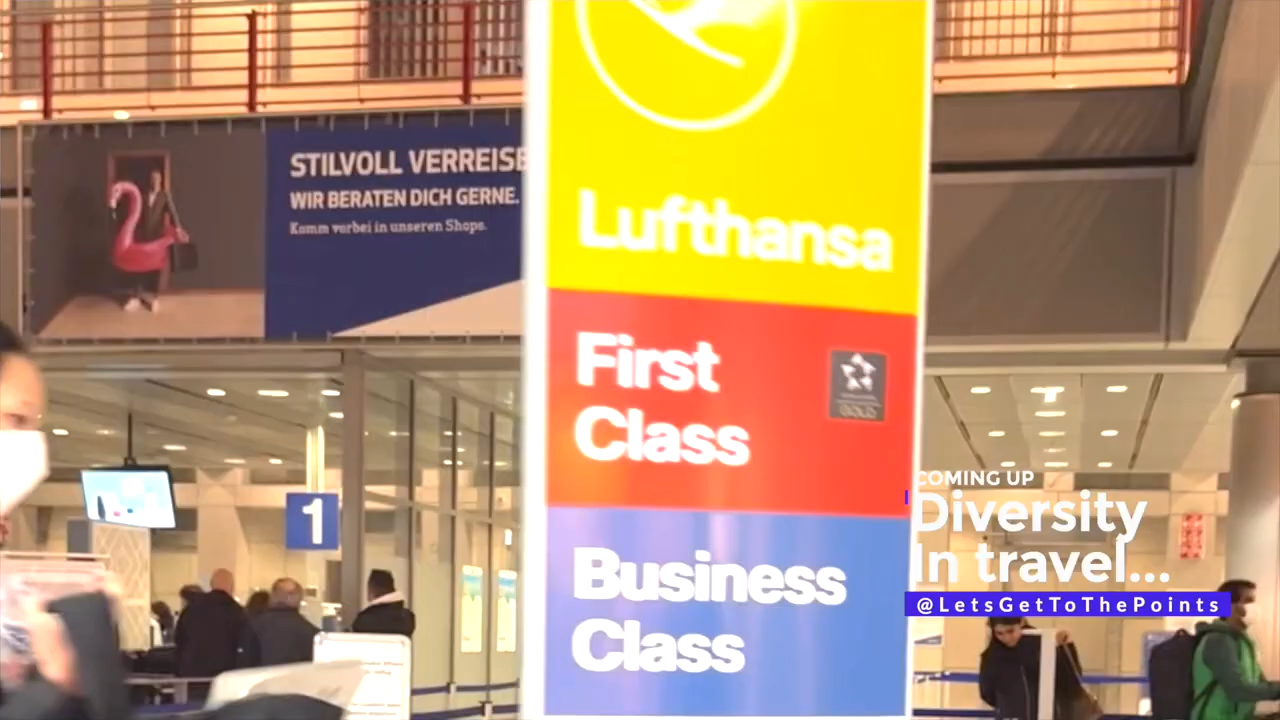 STILVOLL VERREISE
WIR BERATEN DICH GERNE.
Komm vorbei in unseren Shops.
Lufthansa
First
Class
GOLD
Business
Class
1
COMING UP
Diversity
In travel...
@LetsGetToThePoints